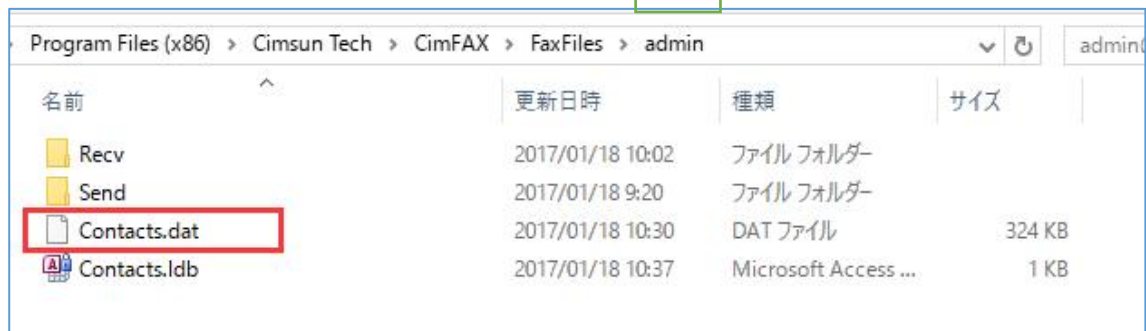 Program Files (x86) > Cimsun Tech > CimFAX > FaxFiles > admin admin
名前 更新日時 種類 サイズ
Recv 2017/01/18 10:02 ファイル フォルダー
Send 2017/01/18 9:20 ファイル フォルダー
Contacts.dat 2017/01/18 10:30 DAT ファイル 324 KB
Contacts.ldb 2017/01/18 10:37 Microsoft Access ... 1 KB